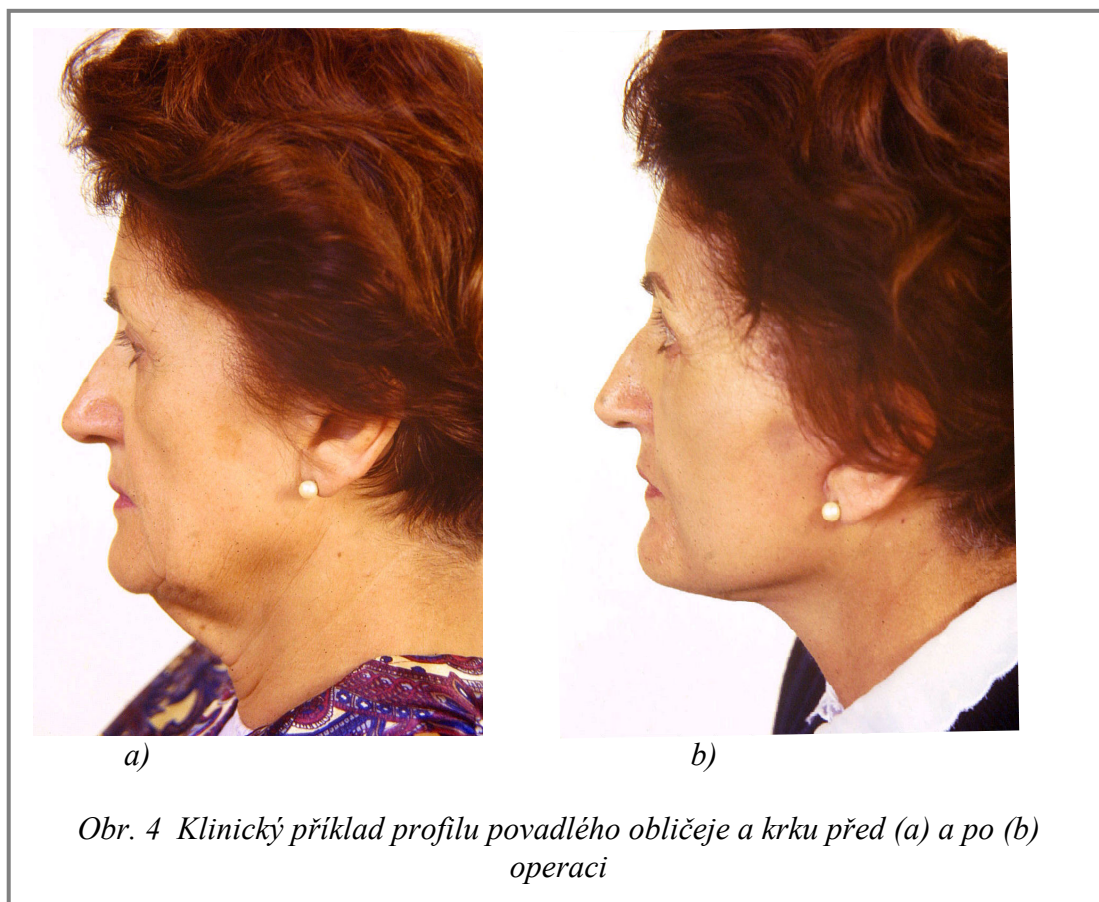 a)
b)
Obr. 4 Klinický příklad profilu povadlého obličeje a krku před (a) a po (b)
operaci